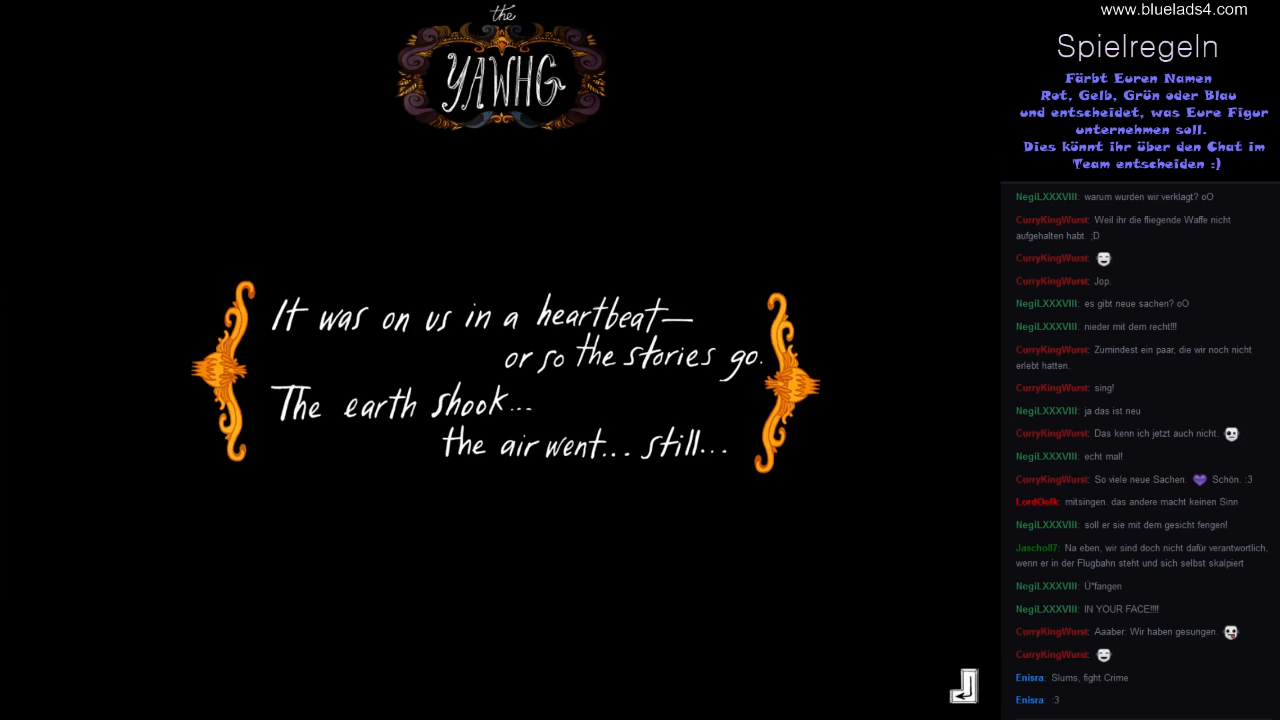 the
YAWHG
It was on us in a heartbeat—
or so the stories go.
The earth shook...
the air went... still...
www.bluelads4.com
Spielregeln
Färbt Euren Namen
Rot, Gelb, Grün oder Blau
und entscheidet, was Eure Figur
unternehmen soll.
Dies könnt ihr über den Chat im
Team entscheiden :)
NegiLXXXVIII: warum wurden wir verklagt? oO
CurryKingWurst: Weil ihr die fliegende Waffe nicht
aufgehalten habt. ;D
CurryKingWurst:
CurryKingWurst: Jop.
NegiLXXXVIII: es gibt neue sachen? oO
NegiLXXXVIII: nieder mit dem recht!!!
CurryKingWurst: Zumindest ein paar, die wir noch nicht
erlebt hatten.
CurryKingWurst: sing!
NegiLXXXVIII: ja das ist neu
CurryKingWurst: Das kenn ich jetzt auch nicht.
NegiLXXXVIII: echt mal!
CurryKingWurst: So viele neue Sachen. Schön. :3
LordDelk: mitsingen. das andere macht keinen Sinn
NegiLXXXVIII: soll er sie mit dem gesicht fengen!
Jascho87: Na eben, wir sind doch nicht dafür verantwortlich,
wenn er in der Flugbahn steht und sich selbst skalpiert
NegiLXXXVIII: Ü*fangen
NegiLXXXVIII: IN YOUR FACE!!!!
CurryKingWurst: Aaaber: Wir haben gesungen.
CurryKingWurst:
Enisra: Slums, fight Crime
Enisra: :3